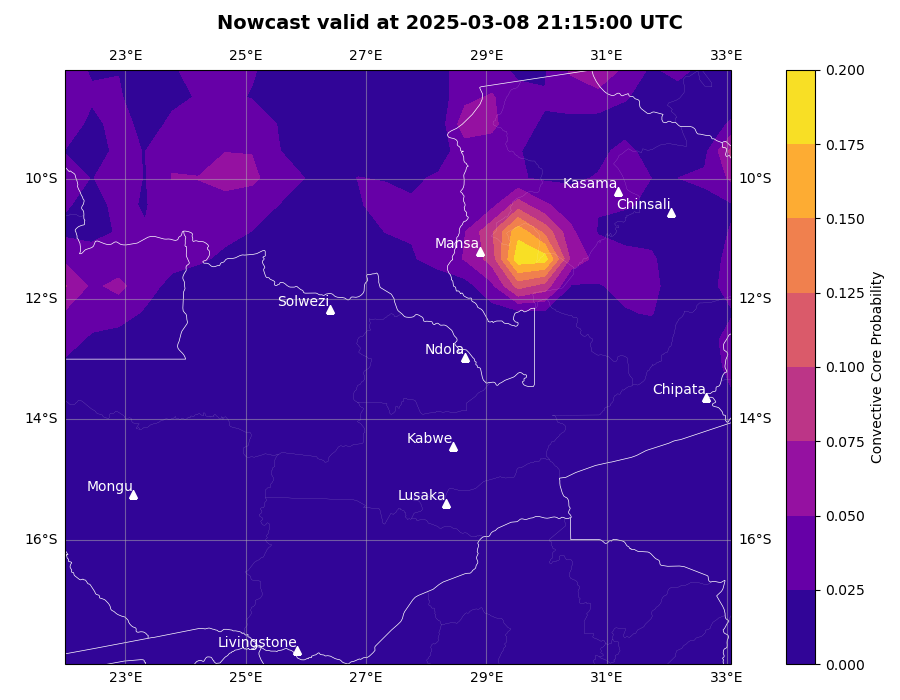 Nowcast valid at 2025-03-08 21:15:00 UTC
23°E 25°E 27°E 29°E 31°E 33°E
0.200
0.175
10°S Kasama 10°S
Chinsali
0.150
Mansa
12°S 12°S
Solwezi
0.125
Ndola
0.100
Chipata
14°S 14°S
Kabwe
0.075
Mongu
Lusaka
0.050
16°S 16°S
0.025
Livingstone
0.000
23°E 25°E 27°E 29°E 31°E 33°E
Convective Core Probability